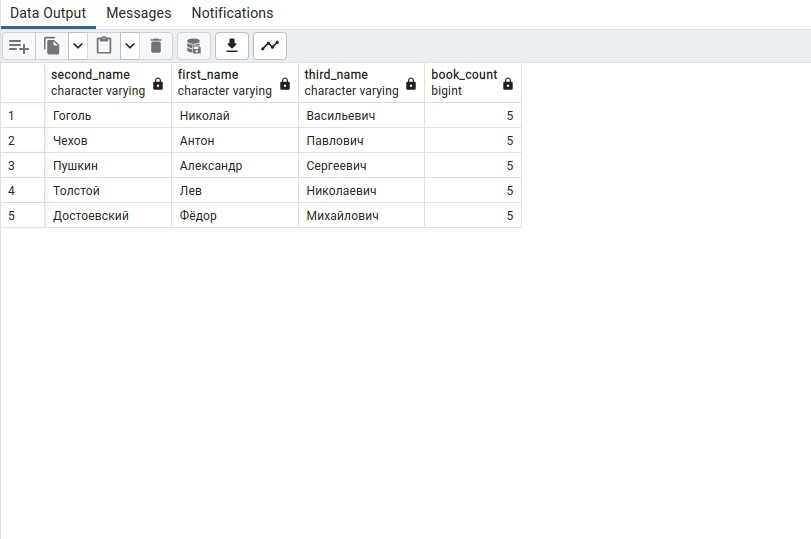 Data Output Messages Notifications
second_name first_name third_name book_count
character varying character varying character varying bigint
1 Гоголь Николай Васильевич 5
2 Чехов Антон Павлович 5
3 Пушкин Александр Сергеевич 5
4 Толстой Лев Николаевич 5
5 Достоевский Фёдор Михайлович 5